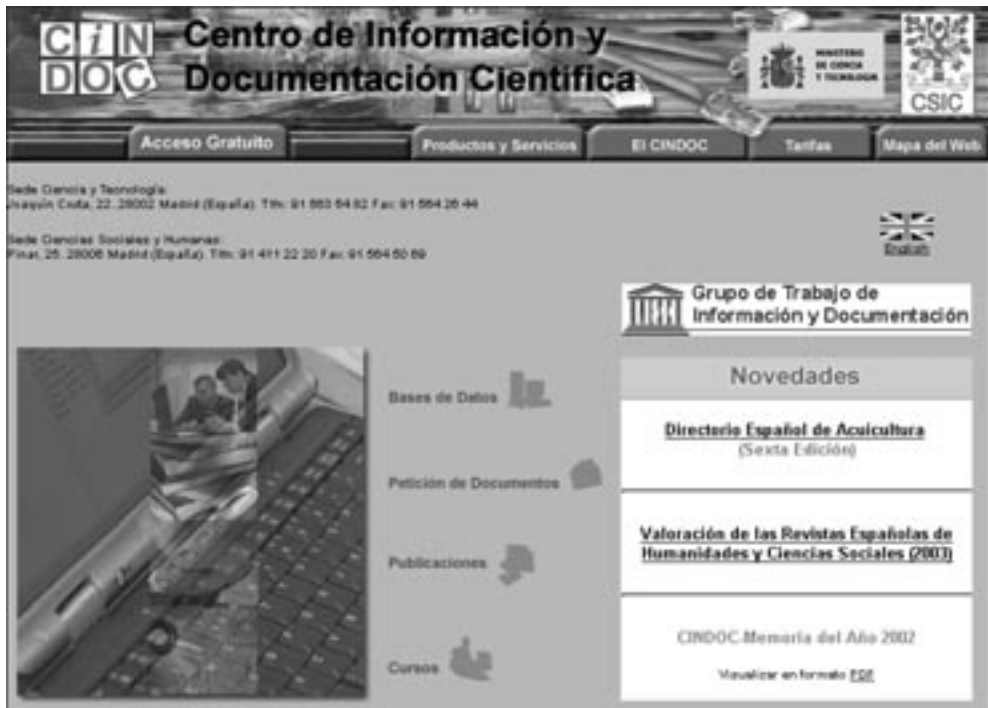 CiN
DOC
Centro de Información y
Documentación Científica
MINISTERIO
DE CIENCIA
Y TECNOLOGÍA
CSIC
Acceso Gratuito
Productos y Servicios
El CINDOC
Tarifas
Mapa del Web
Sede Ciencia y Tecnología:
Joaquín Costa, 22. 28002 Madrid (España). Tfn: 91 563 54 82 Fax: 91 564 26 44
Sede Ciencias Sociales y Humanas:
Pinar, 25. 28006 Madrid (España). Tfn: 91 411 22 20 Fax: 91 564 50 69
English
Grupo de Trabajo de
Información y Documentación
Bases de Datos
Petición de Documentos
Publicaciones
Cursos
Novedades
Directorio Español de Acuicultura
(Sexta Edición)
Valoración de las Revistas Españolas de
Humanidades y Ciencias Sociales (2003)
CINDOC-Memoria del Año 2002
Visualizar en formato PDF